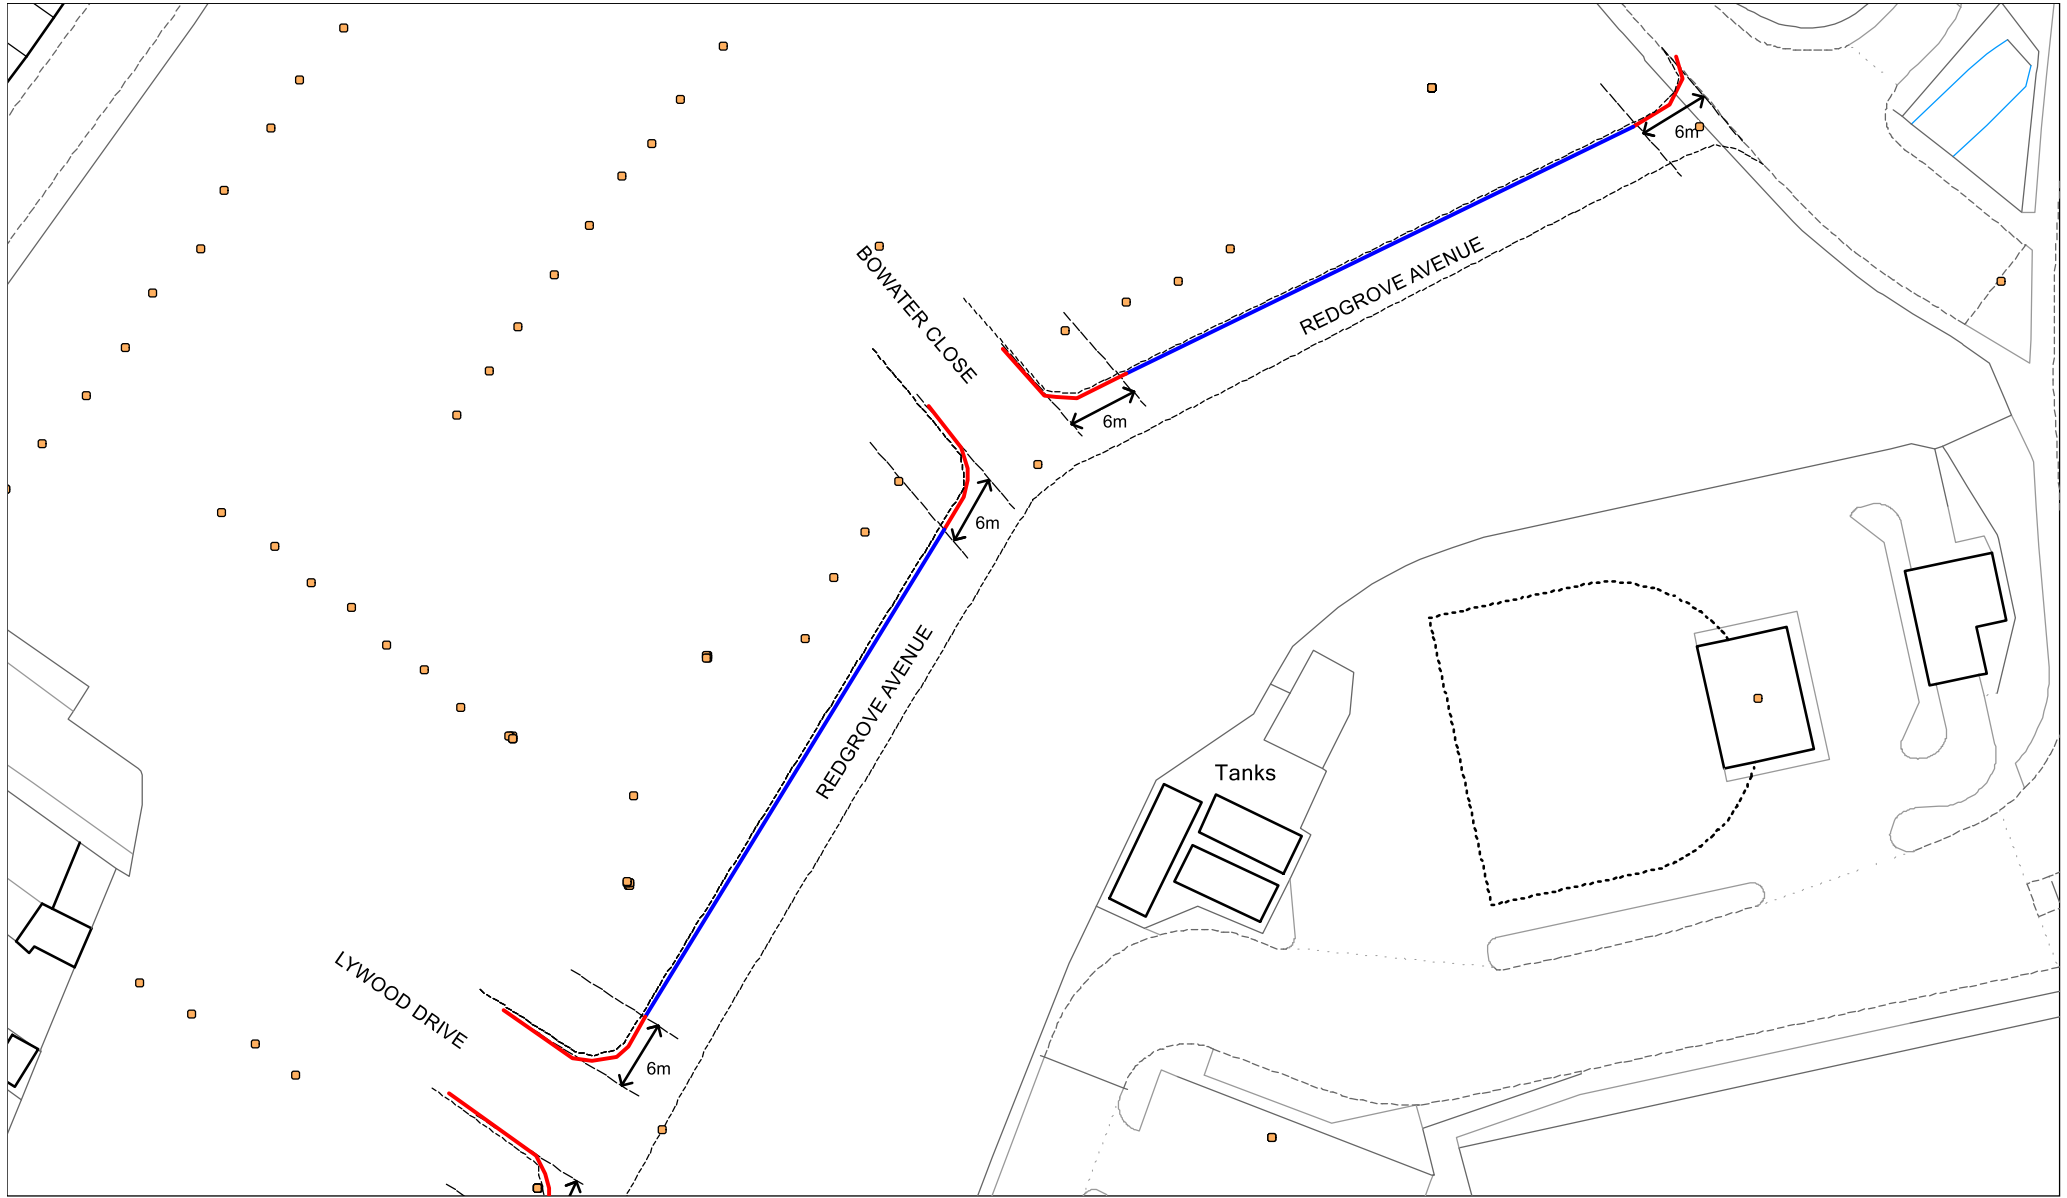 6m
BOWATER CLOSE
REDGROVE AVENUE
6m
6m
REDGROVE AVENUE
Tanks
LYWOOD DRIVE
6m